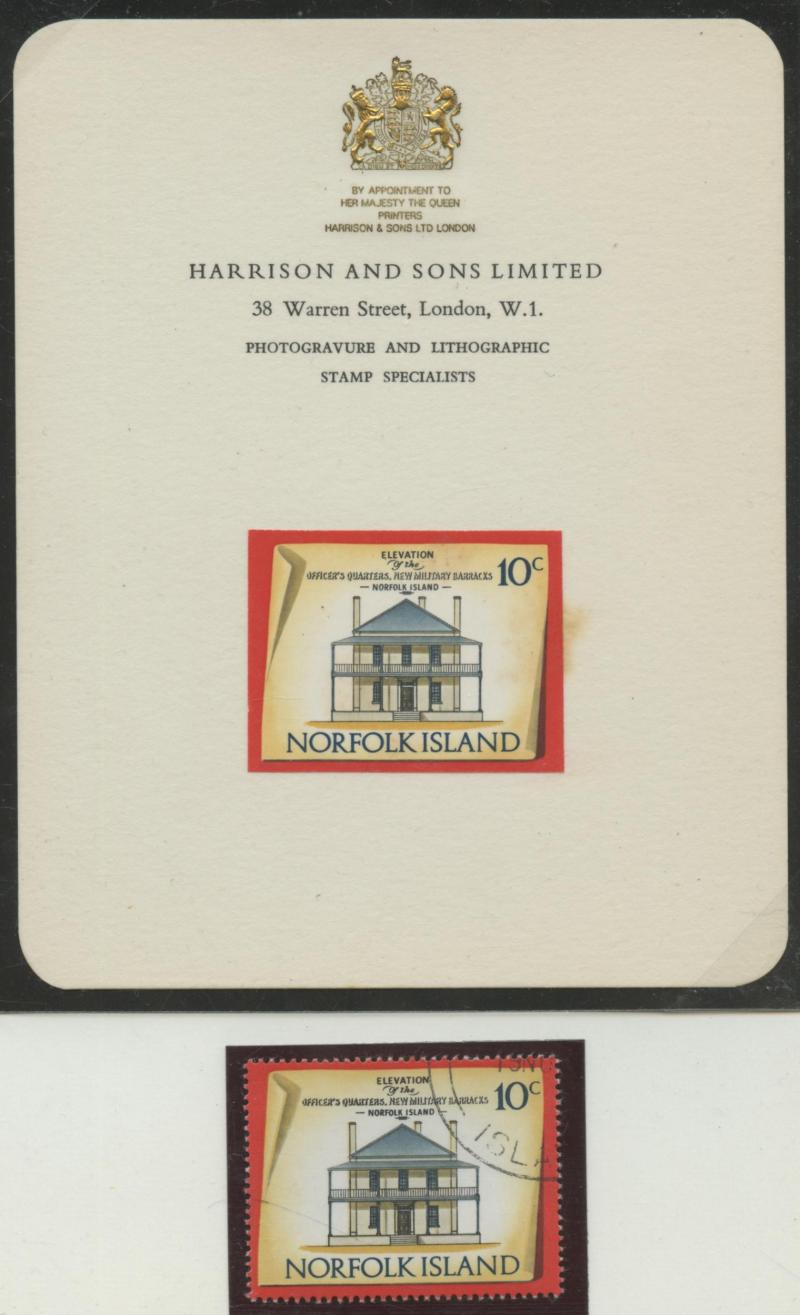 BY APPOINTMENT TO
HER MAJESTY THE QUEEN
PRINTERS
HARRISON & SONS LTD LONDON
HARRISON AND SONS LIMITED
38 Warren Street, London, W.1.
PHOTOGRAVURE AND LITHOGRAPHIC
STAMP SPECIALISTS
ELEVATION
of the
OFFICER'S QUARTERS, NEW MILITARY BARRACKS
— NORFOLK ISLAND —
10C
NORFOLK ISLAND
ELEVATION
of the
OFFICER'S QUARTERS, NEW MILITARY BARRACKS
— NORFOLK ISLAND —
10C
ISLA
NORFOLK ISLAND